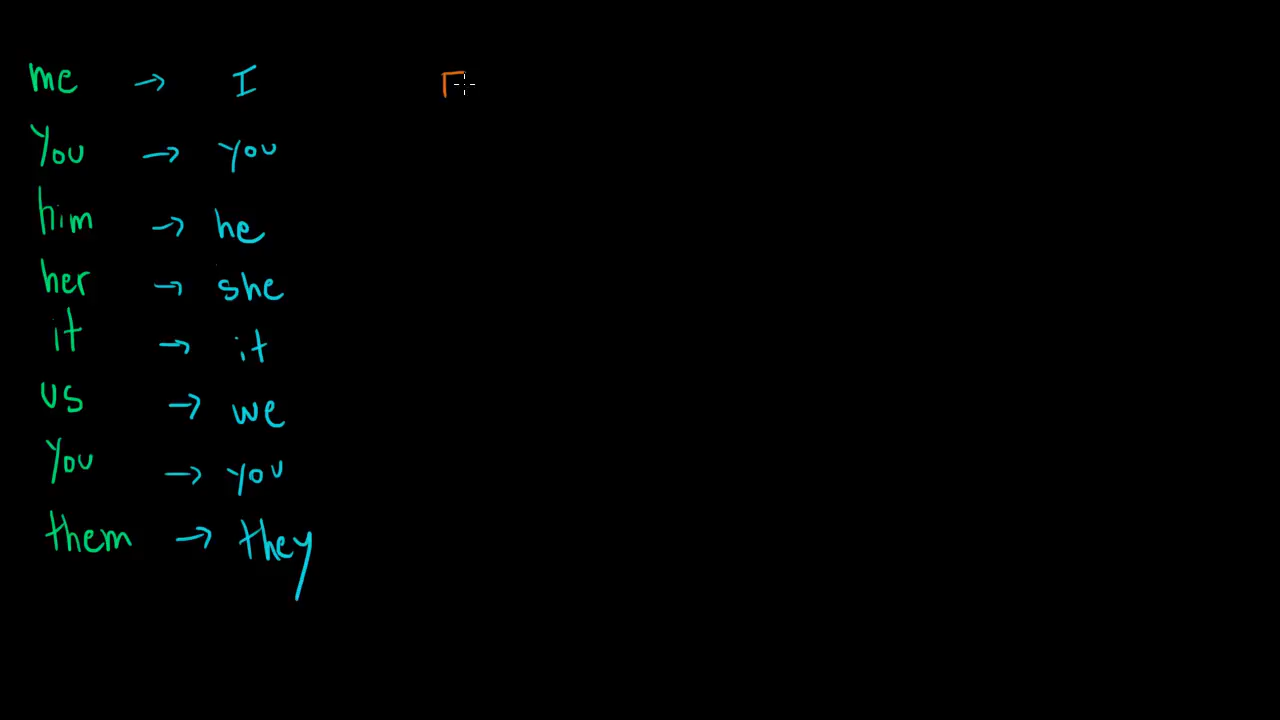 me → I
You → you
him → he
her → she
it → it
us → we
You → you
them → they